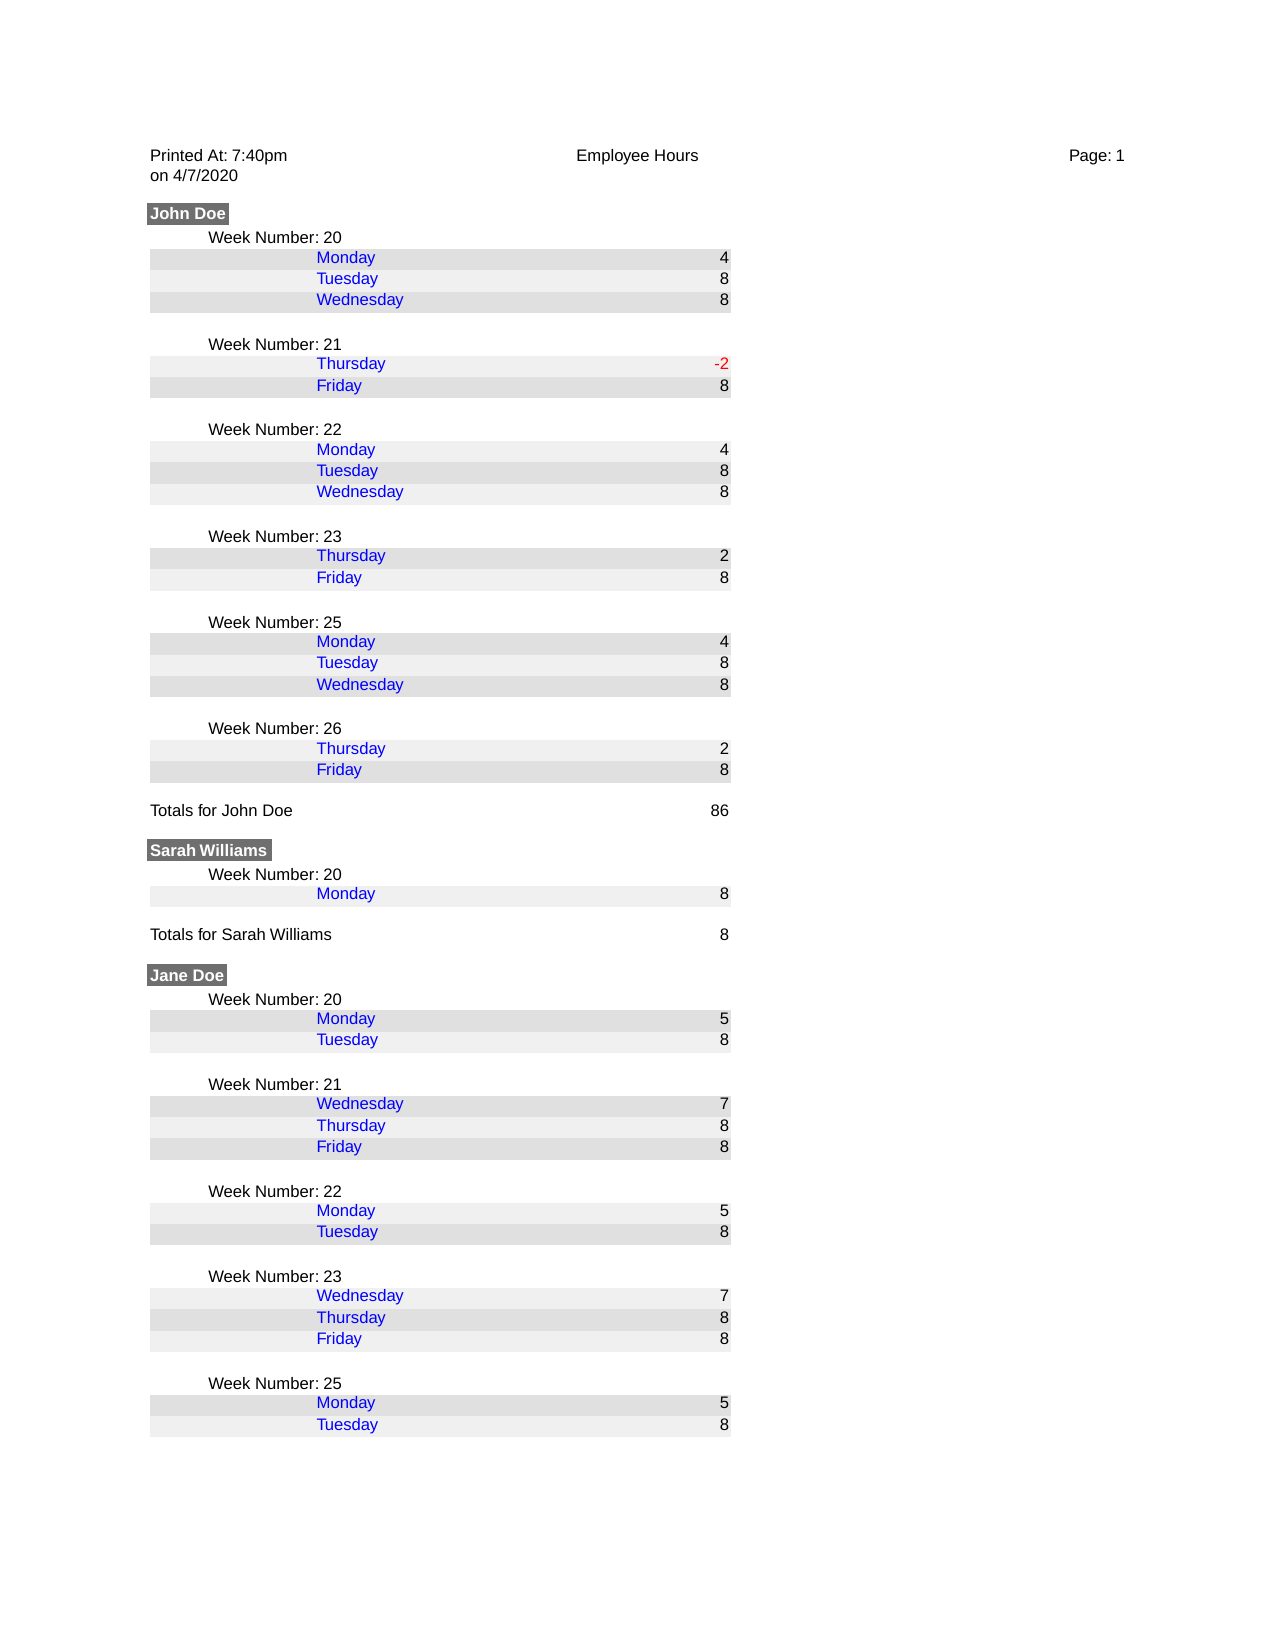 Printed At: 7:40pm Employee Hours Page: 1
on 4/7/2020
John Doe
Week Number: 20
Monday 4
Tuesday 8
Wednesday 8
Week Number: 21
Thursday -2
Friday 8
Week Number: 22
Monday 4
Tuesday 8
Wednesday 8
Week Number: 23
Thursday 2
Friday 8
Week Number: 25
Monday 4
Tuesday 8
Wednesday 8
Week Number: 26
Thursday 2
Friday 8
Totals for John Doe 86
Sarah Williams
Week Number: 20
Monday 8
Totals for Sarah Williams 8
Jane Doe
Week Number: 20
Monday 5
Tuesday 8
Week Number: 21
Wednesday 7
Thursday 8
Friday 8
Week Number: 22
Monday 5
Tuesday 8
Week Number: 23
Wednesday 7
Thursday 8
Friday 8
Week Number: 25
Monday 5
Tuesday 8